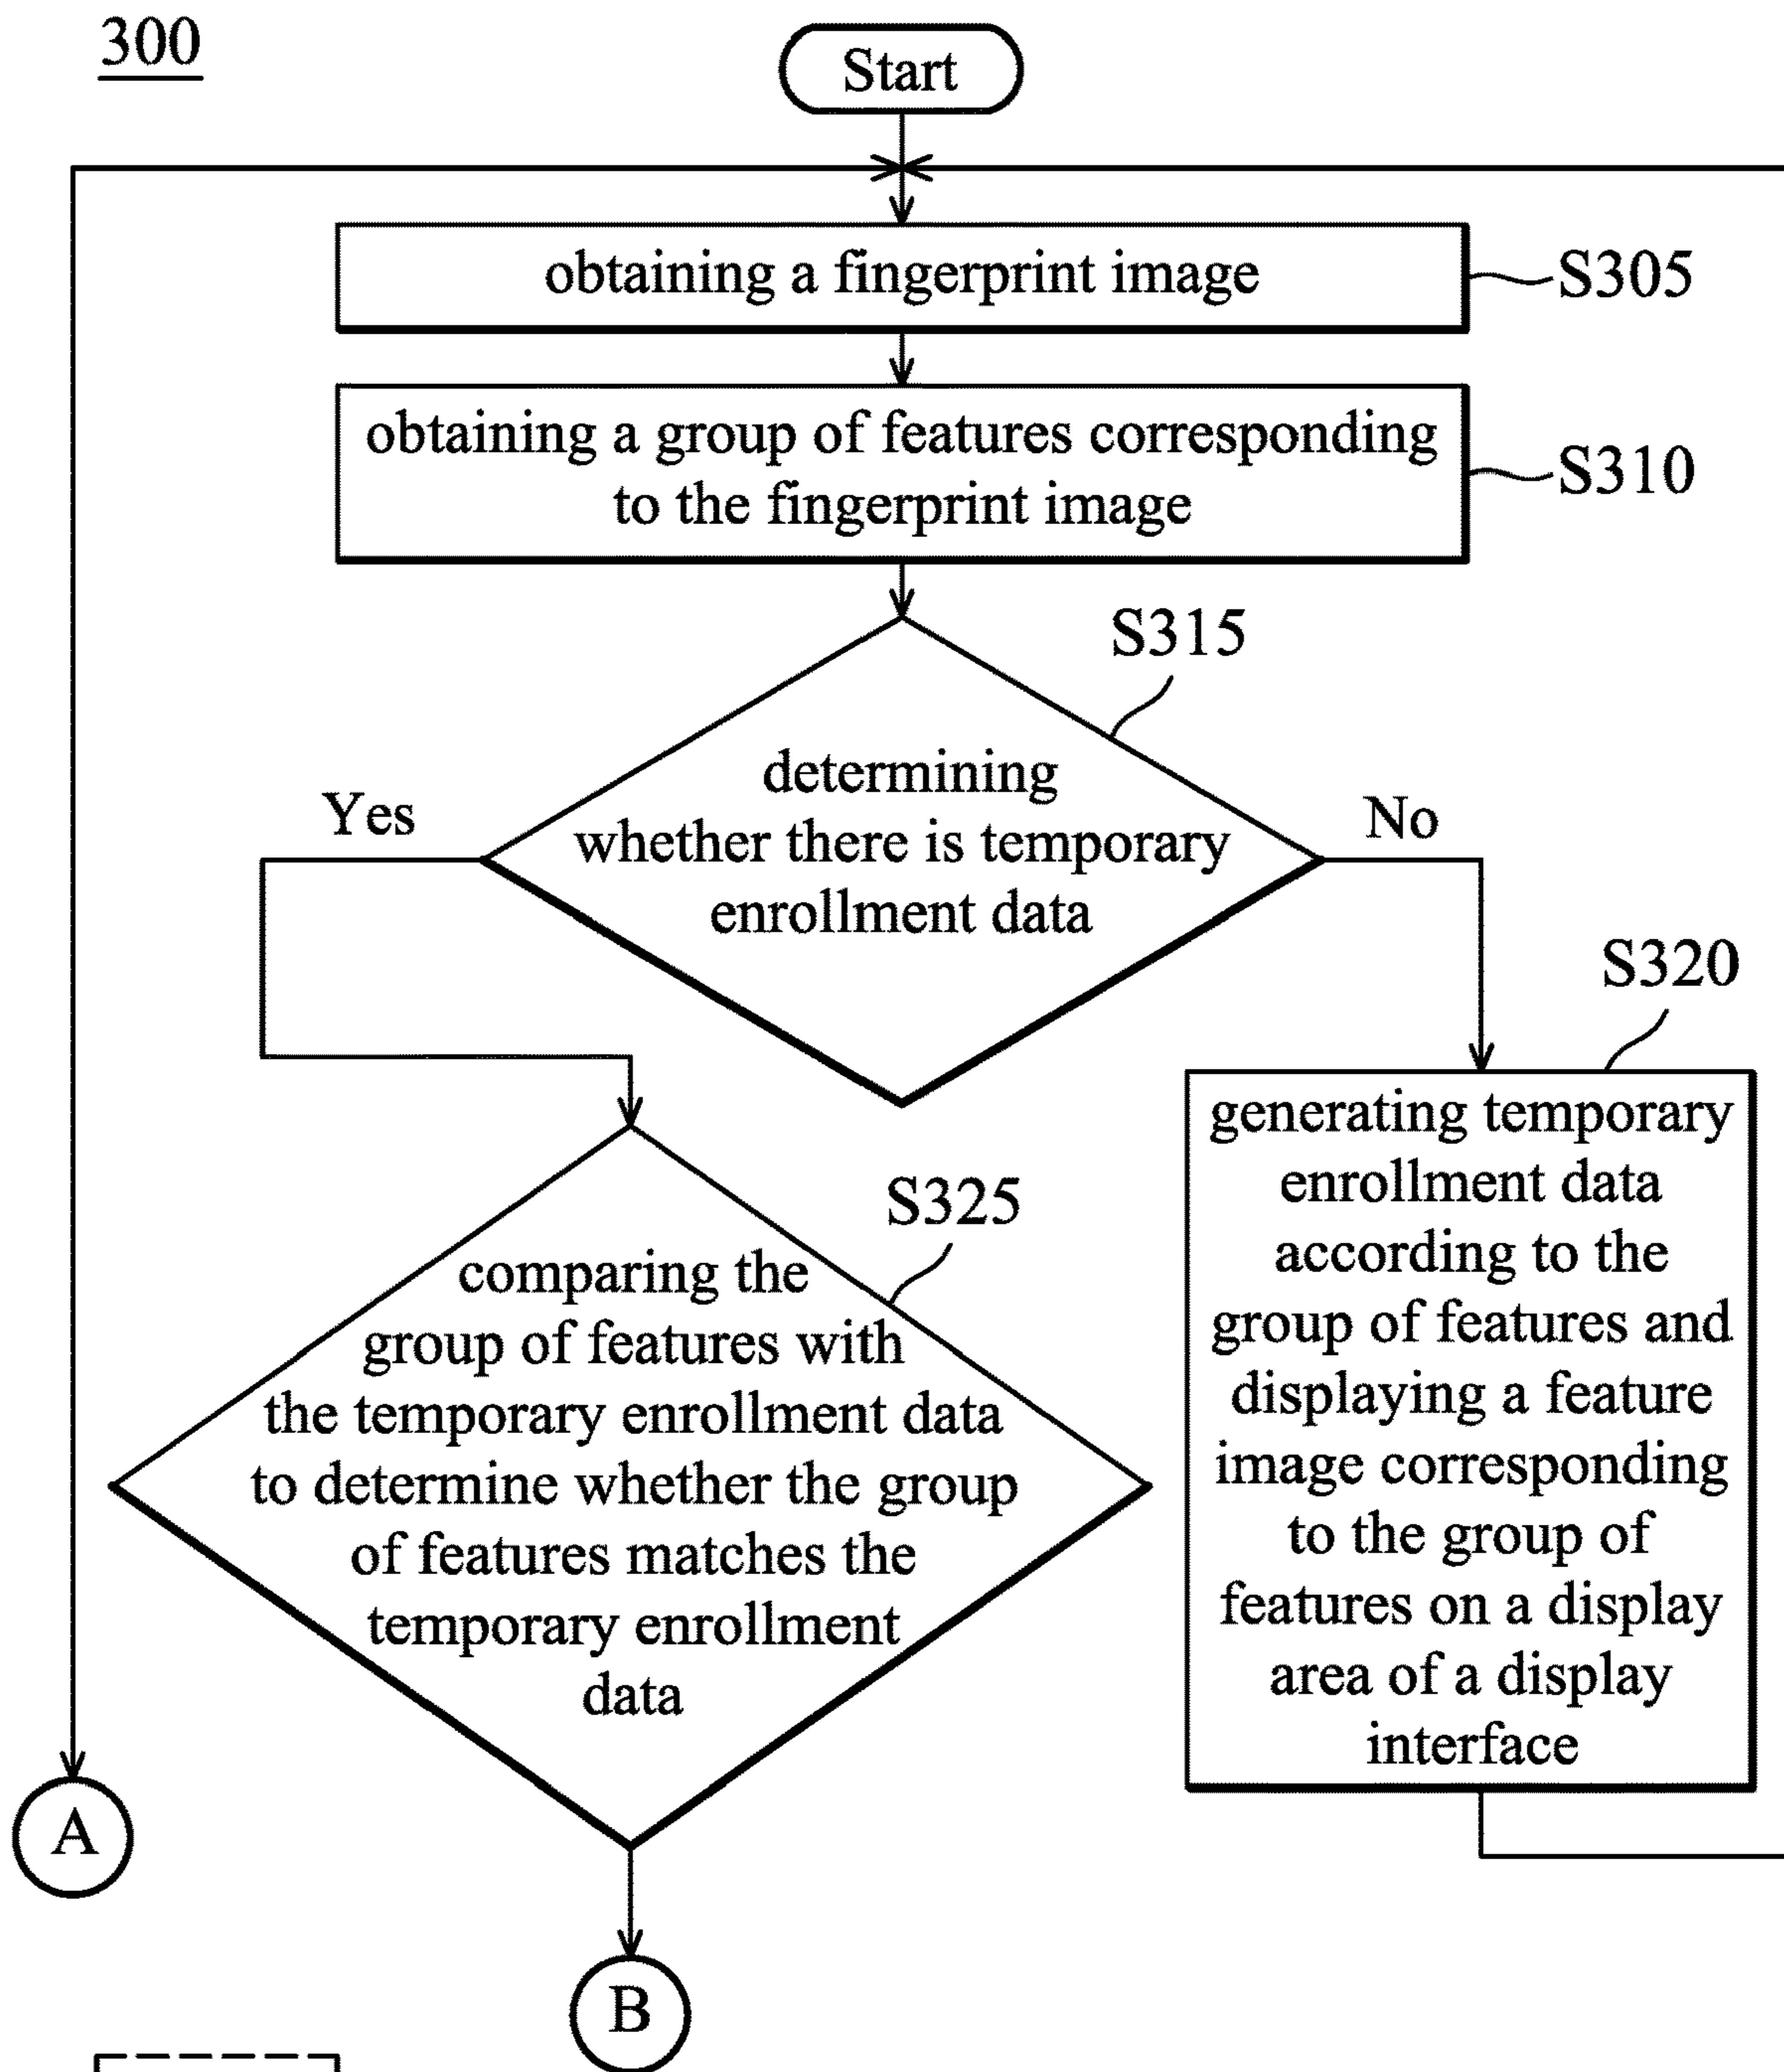 300
Start
obtaining a fingerprint image
S305
obtaining a group of features corresponding
to the fingerprint image
S310
S315
determining
whether there is temporary
enrollment data
Yes
No
S320
generating temporary
enrollment data
according to the
group of features and
displaying a feature
image corresponding
to the group of
features on a display
area of a display
interface
S325
comparing the
group of features with
the temporary enrollment data
to determine whether the group
of features matches the
temporary enrollment
data
A
B